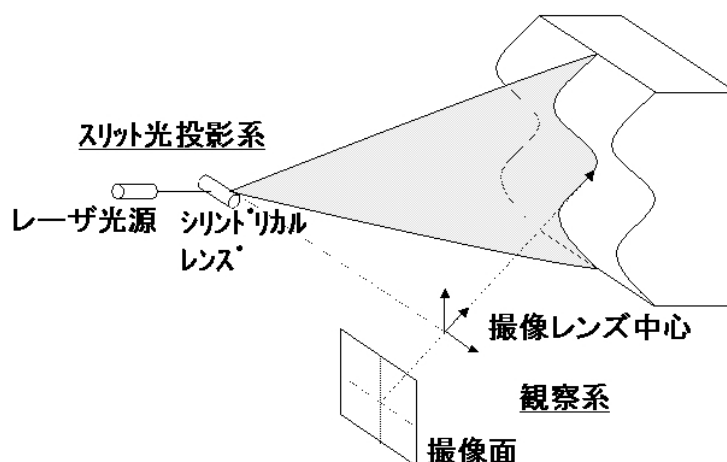 スリット光投影系
レーザ光源
シリンドリカル
レンズ
撮像レンズ中心
観察系
撮像面